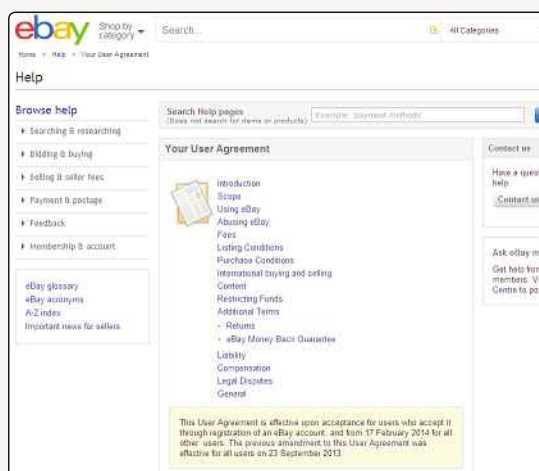 ebay
Shop by
category
Search...
All Categories
Home > Help > Your User Agreement
Help
Browse help
Searching & researching
Bidding & buying
Selling & seller fees
Payment & postage
Feedback
Membership & account
eBay glossary
eBay acronyms
A-Z index
Important news for sellers
Search Help pages
(Does not search for items or products)
Example: "payment methods"
Your User Agreement
Introduction
Scope
Using eBay
Abusing eBay
Fees
Listing Conditions
Purchase Conditions
International buying and selling
Content
Restricting Funds
Additional Terms
- Returns
- eBay Money Back Guarantee
Liability
Compensation
Legal Disputes
General
This User Agreement is effective upon acceptance for users who accept it
through registration of an eBay account, and from 17 February 2014 for all
other users. The previous amendment to this User Agreement was
effective for all users on 23 September 2013
Contact us
Have a ques
help
Contact u
Ask eBay m
Get help fro
members. V
Centre to po